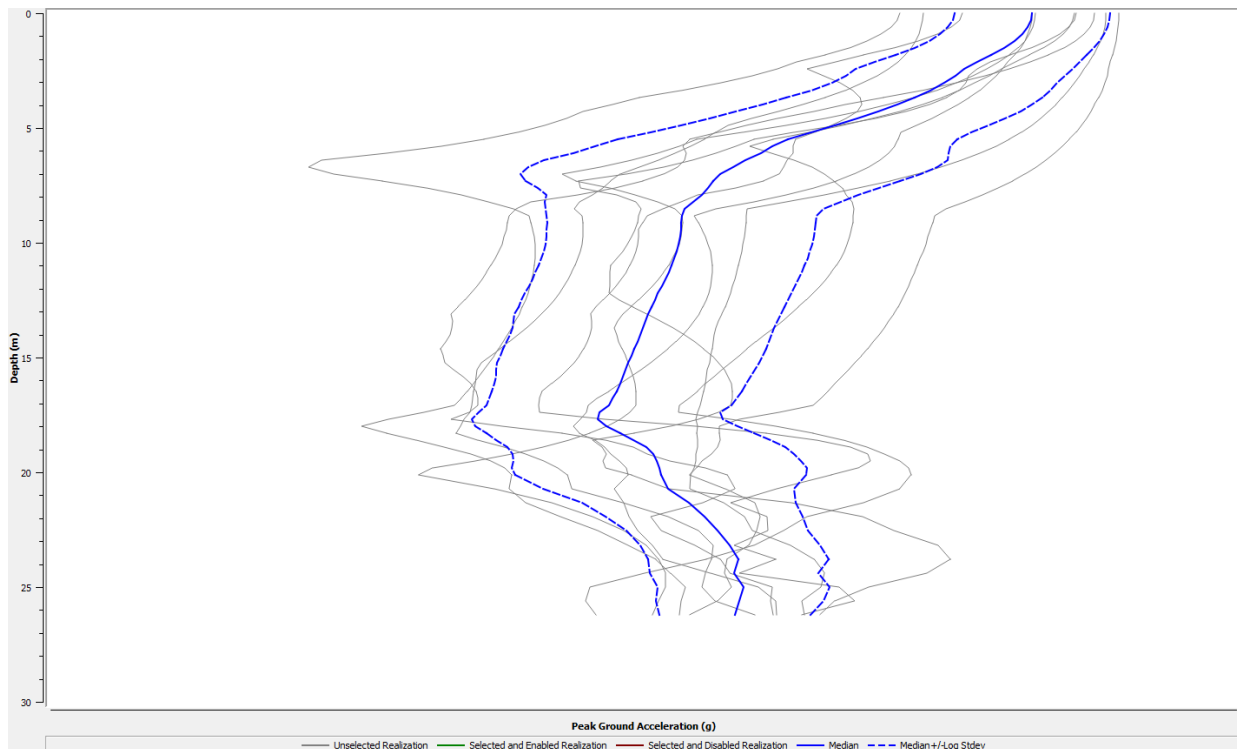 0
5
10
15
20
25
30
Depth (m)
Peak Ground Acceleration (g)
Unselected Realization Selected and Enabled Realization Selected and Disabled Realization Median Median+/-Log Stdev